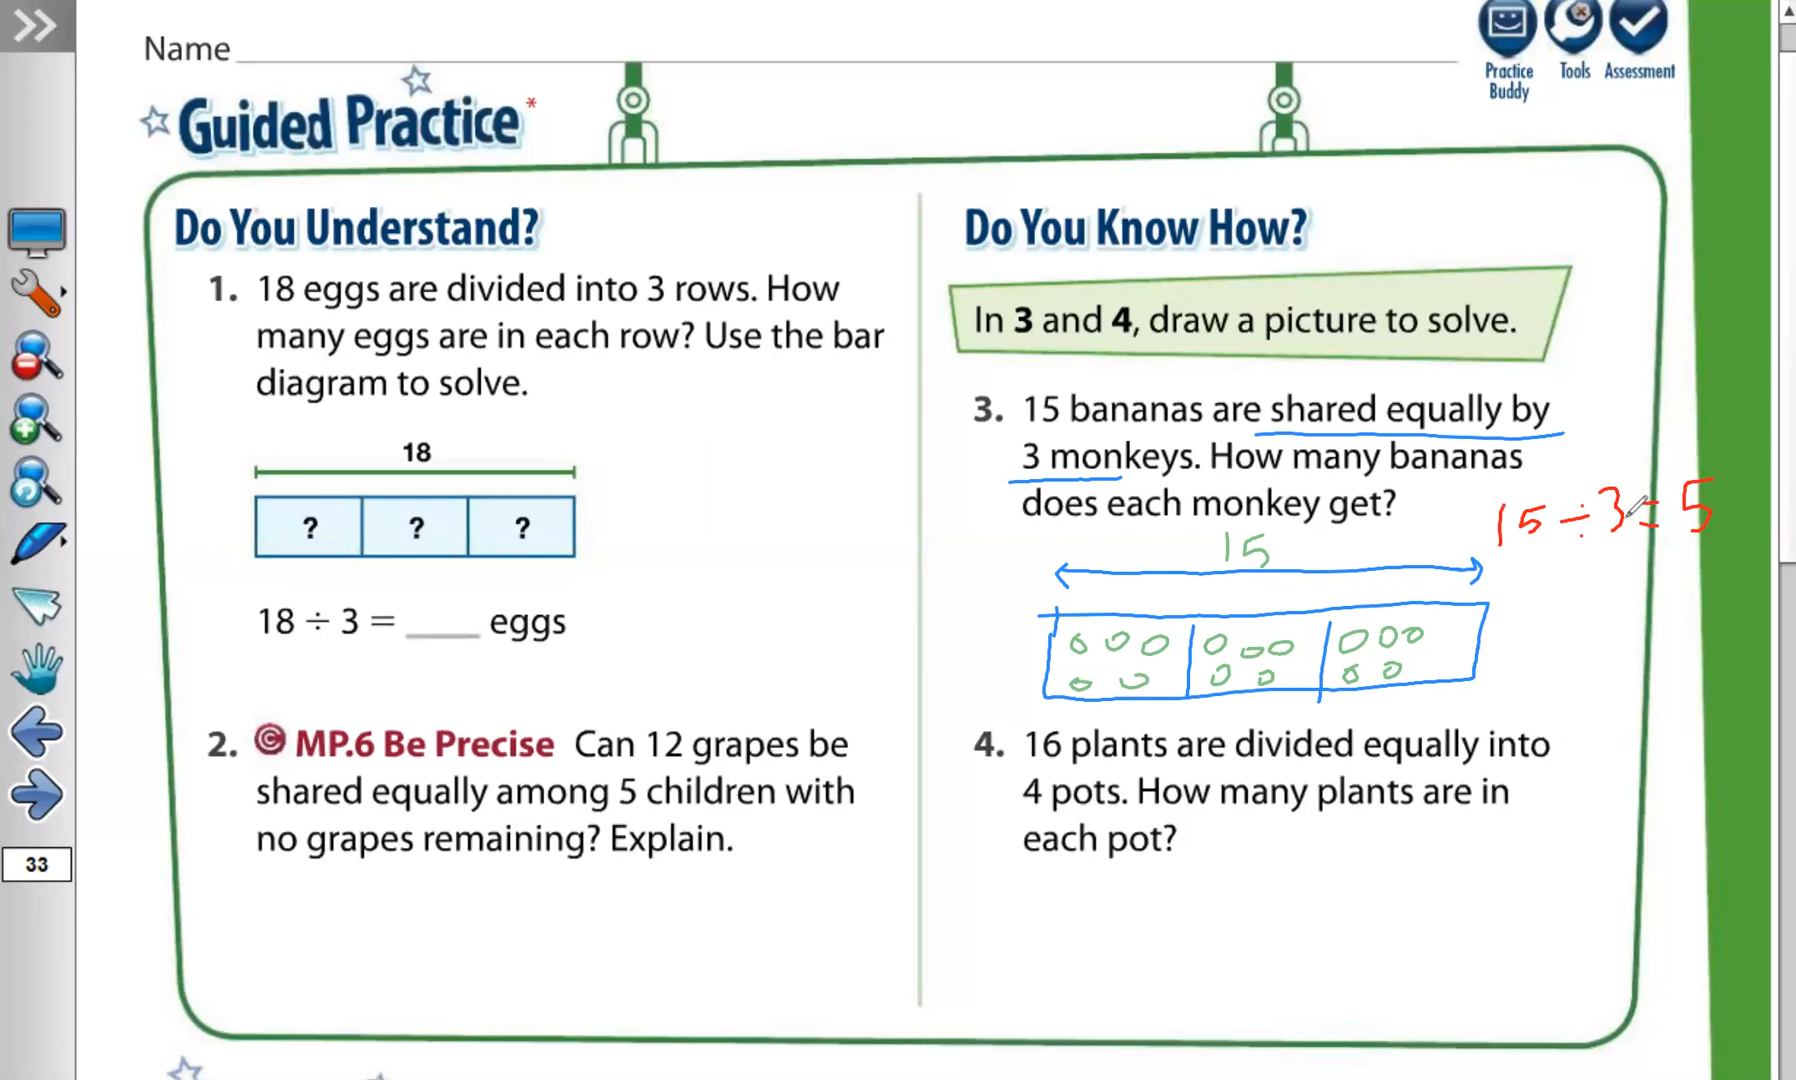 Name
Practice Buddy
Tools
Assessment
Guided Practice*
Do You Understand?
1. 18 eggs are divided into 3 rows. How
many eggs are in each row? Use the bar
diagram to solve.
18
? ? ?
18 ÷ 3 = ____ eggs
2. MP.6 Be Precise Can 12 grapes be
shared equally among 5 children with
no grapes remaining? Explain.
Do You Know How?
In 3 and 4, draw a picture to solve.
3. 15 bananas are shared equally by
3 monkeys. How many bananas
does each monkey get?
15 ÷ 3 = 5
15
4. 16 plants are divided equally into
4 pots. How many plants are in
each pot?
33